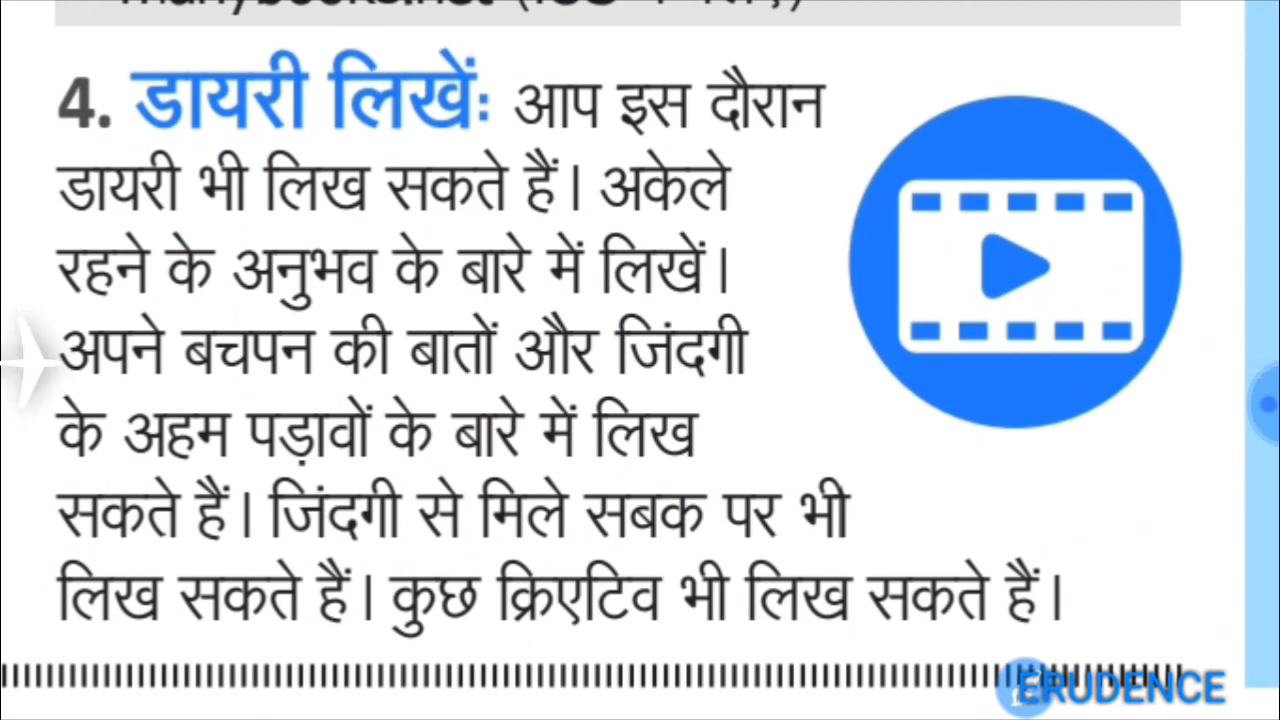 4. डायरी लिखें: आप इस दौरान
डायरी भी लिख सकते हैं। अकेले
रहने के अनुभव के बारे में लिखें।
अपने बचपन की बातों और जिंदगी
के अहम पड़ावों के बारे में लिख
सकते हैं। जिंदगी से मिले सबक पर भी
लिख सकते हैं। कुछ क्रिएटिव भी लिख सकते हैं।
ERUDENCE